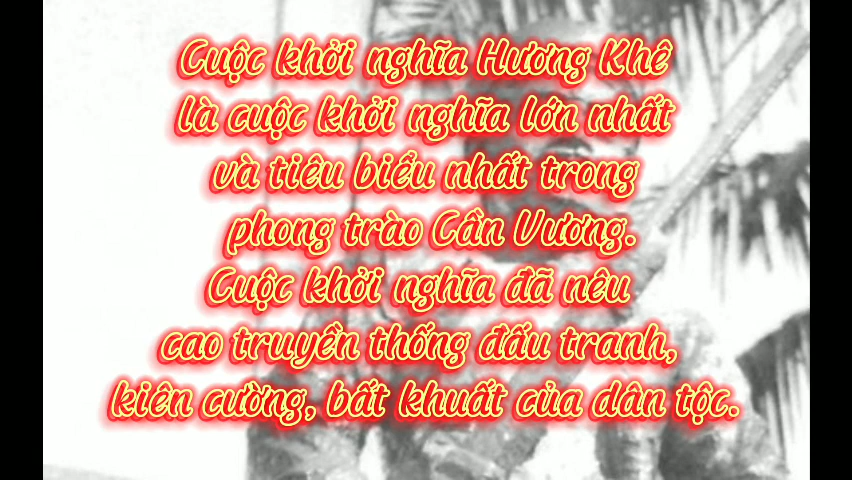 Cuộc khởi nghĩa Hương Khê
là cuộc khởi nghĩa lớn nhất
và tiêu biểu nhất trong
phong trào Cần Vương.
Cuộc khởi nghĩa đã nêu
cao truyền thống đấu tranh,
kiên cường, bất khuất của dân tộc.